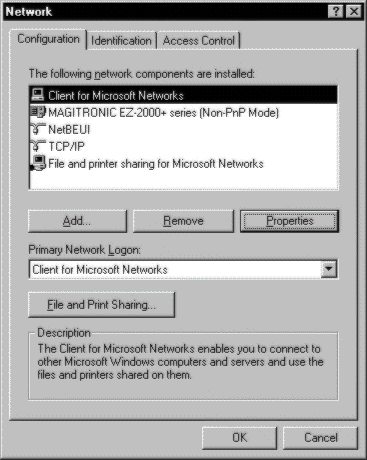 Network
Configuration Identification Access Control
The following network components are installed:
Client for Microsoft Networks
MAGITRONIC EZ-2000+ series (Non-PnP Mode)
NetBEUI
TCP/IP
File and printer sharing for Microsoft Networks
Add... Remove Properties
Primary Network Logon:
Client for Microsoft Networks
File and Print Sharing...
Description
The Client for Microsoft Networks enables you to connect to
other Microsoft Windows computers and servers and use the
files and printers shared on them.
OK Cancel